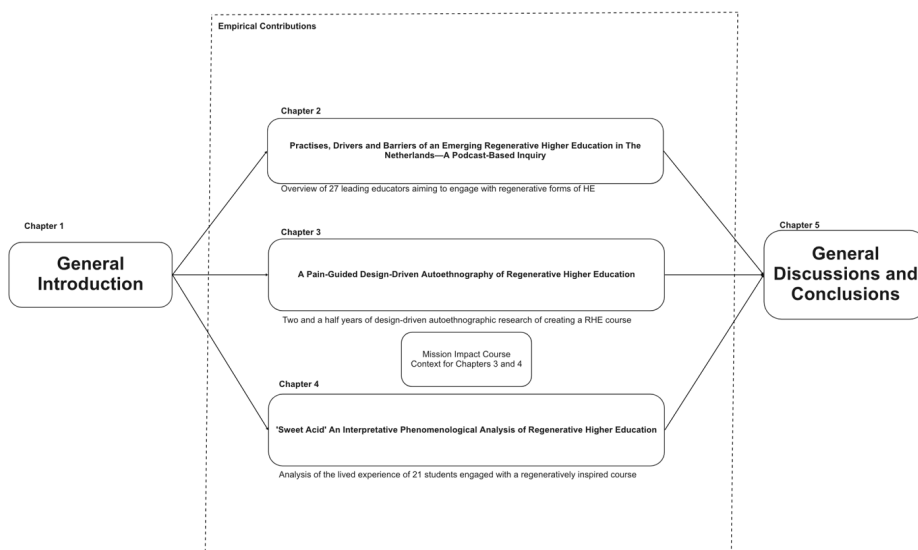 Empirical Contributions
Chapter 2
Practises, Drivers and Barriers of an Emerging Regenerative Higher Education in The
Netherlands—A Podcast-Based Inquiry
Overview of 27 leading educators aiming to engage with regenerative forms of HE
Chapter 1
General
Introduction
Chapter 3
A Pain-Guided Design-Driven Autoethnography of Regenerative Higher Education
Two and a half years of design-driven autoethnographic research of creating a RHE course
Mission Impact Course
Context for Chapters 3 and 4
Chapter 4
'Sweet Acid' An Interpretative Phenomenological Analysis of Regenerative Higher Education
Analysis of the lived experience of 21 students engaged with a regeneratively inspired course
Chapter 5
General
Discussions and
Conclusions